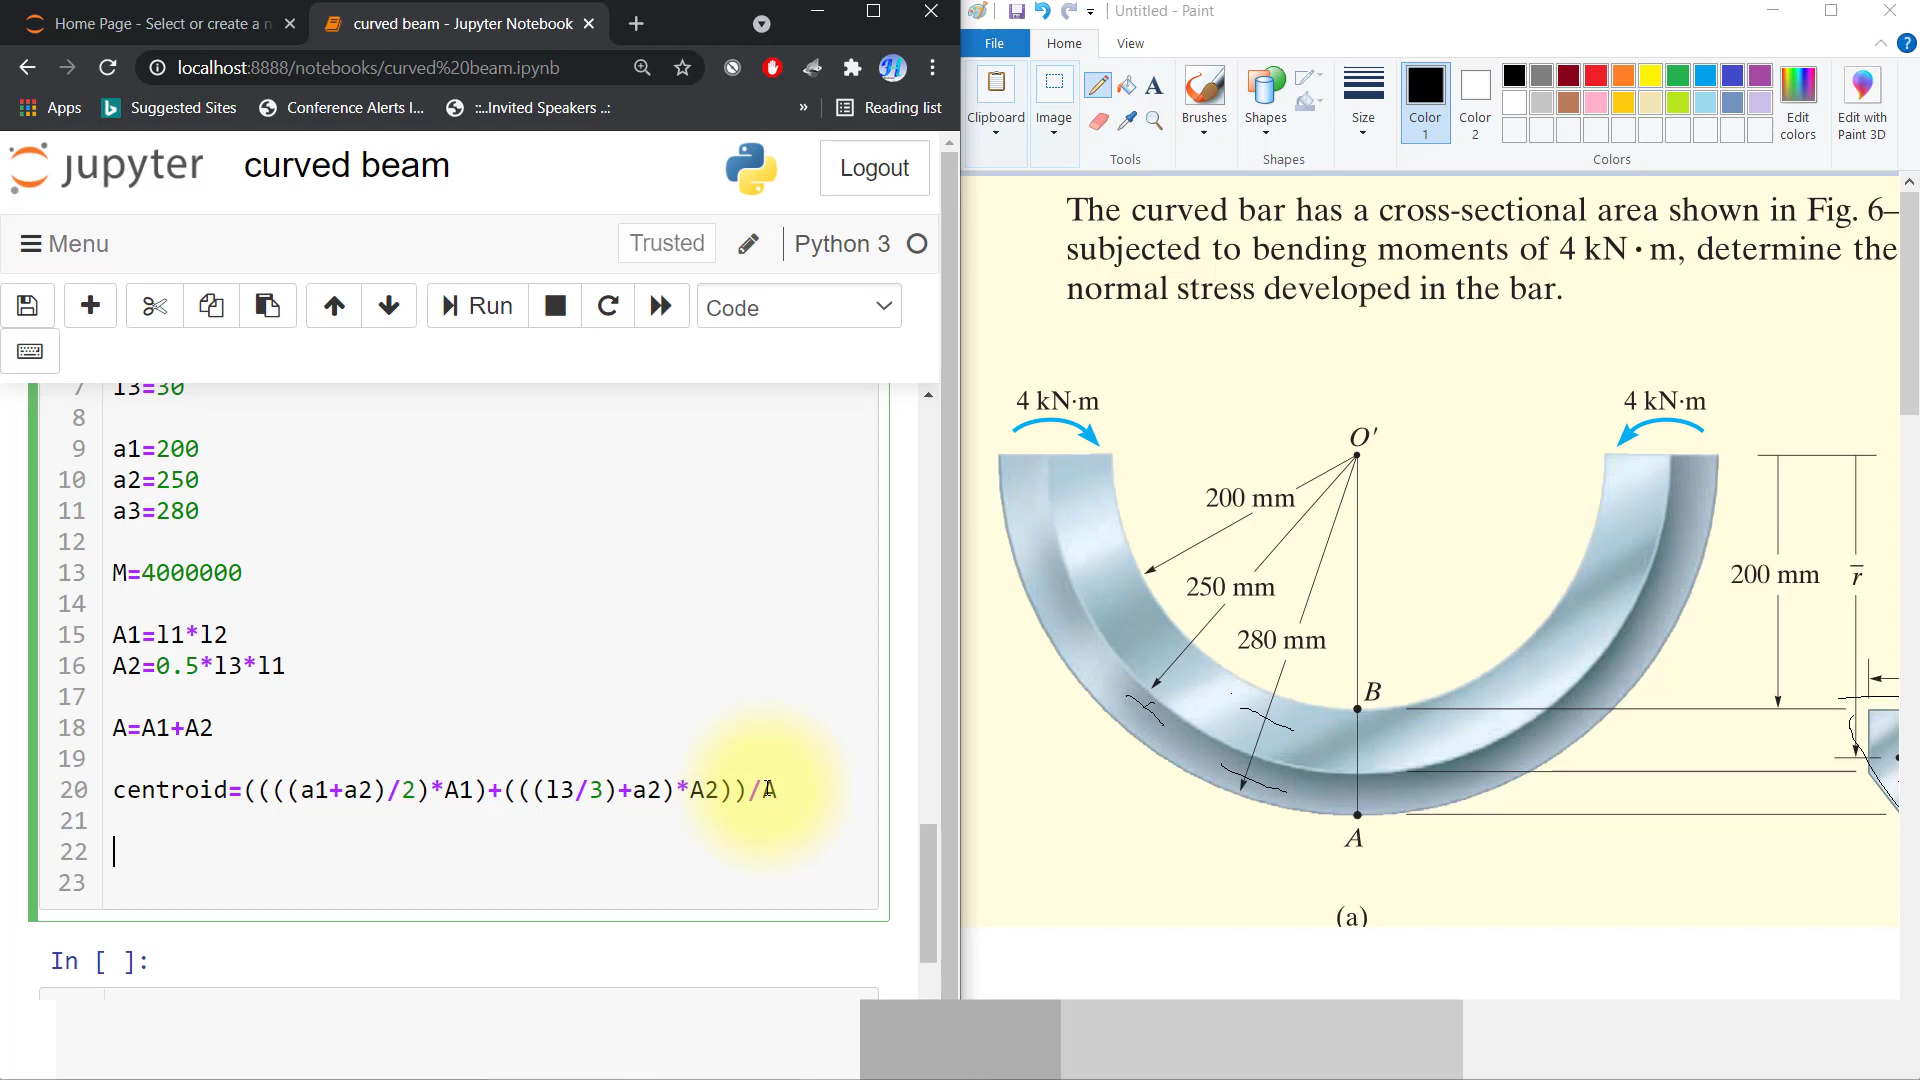 Home Page - Select or create a n
curved beam - Jupyter Notebook
localhost:8888/notebooks/curved%20beam.ipynb
Apps
Suggested Sites
Conference Alerts I...
::..Invited Speakers ..:
»
Reading list
jupyter
curved beam
Logout
Menu
Trusted
Python 3
Run
Code
7 l3=30
8
9 a1=200
10 a2=250
11 a3=280
12
13 M=4000000
14
15 A1=l1*l2
16 A2=0.5*l3*l1
17
18 A=A1+A2
19
20 centroid=((((a1+a2)/2)*A1)+(((l3/3)+a2)*A2))/A
21
22
23
In [ ]:
Untitled - Paint
File
Home
View
Clipboard
Image
Tools
Brushes
Shapes
Shapes
Size
Color 1
Color 2
Edit colors
Colors
Edit with Paint 3D
The curved bar has a cross-sectional area shown in Fig. 6–
subjected to bending moments of 4 kN·m, determine the
normal stress developed in the bar.
4 kN·m
4 kN·m
O′
200 mm
250 mm
280 mm
200 mm
r̅
B
A
(a)